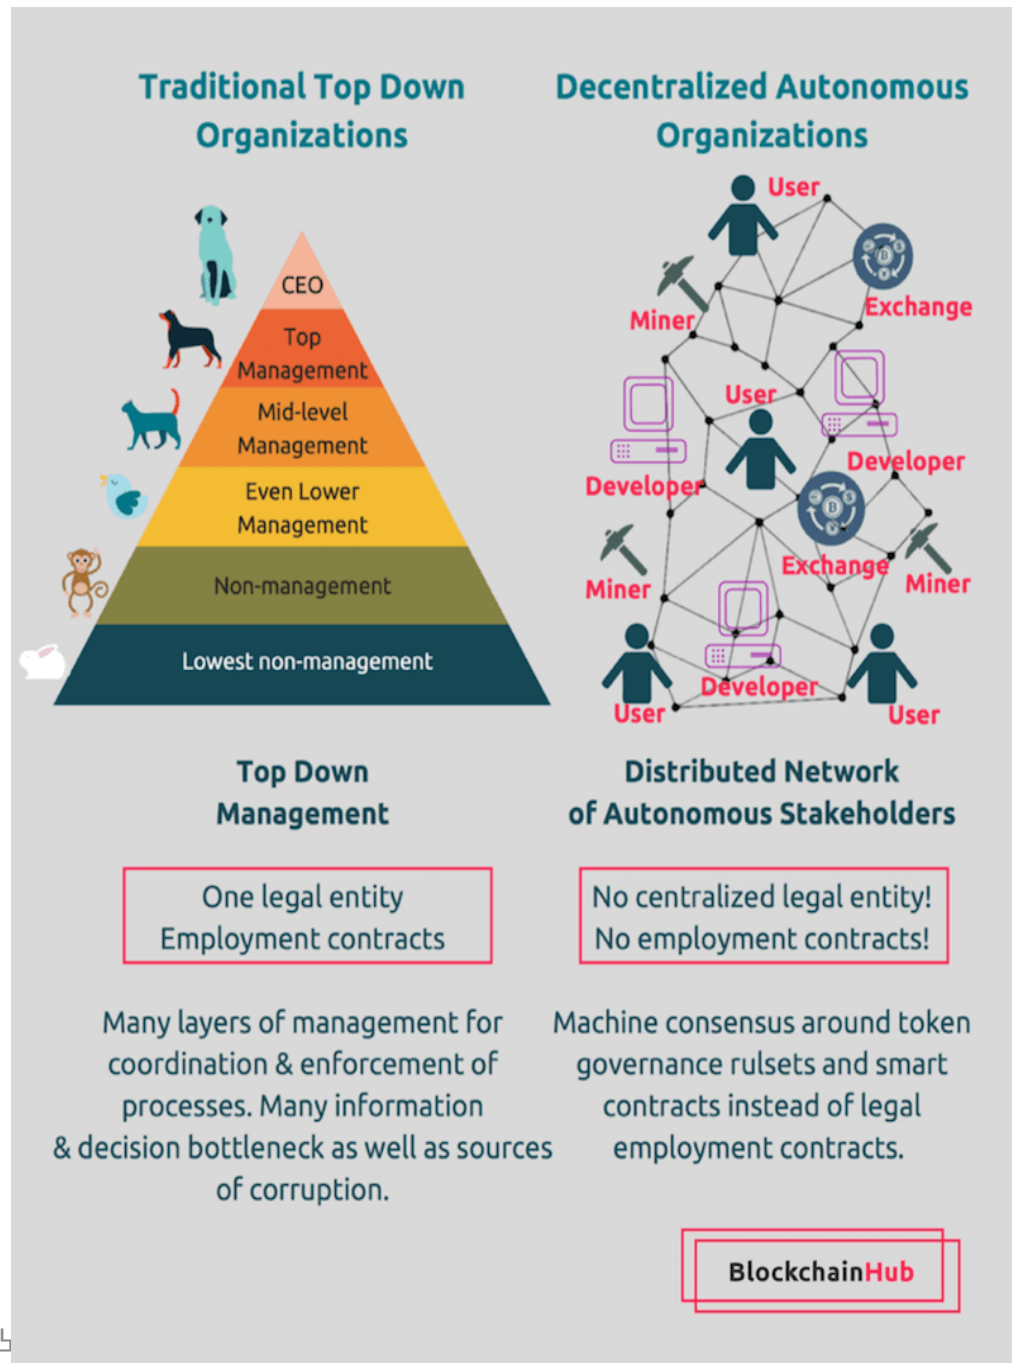 Traditional Top Down
Organizations
CEO
Top
Management
Mid-level
Management
Even Lower
Management
Non-management
Lowest non-management
Top Down
Management
One legal entity
Employment contracts
Many layers of management for
coordination & enforcement of
processes. Many information
& decision bottleneck as well as sources
of corruption.
Decentralized Autonomous
Organizations
User
Exchange
Miner
User
Developer
Developer
Exchange
Miner
Miner
Developer
User
User
Distributed Network
of Autonomous Stakeholders
No centralized legal entity!
No employment contracts!
Machine consensus around token
governance rulsets and smart
contracts instead of legal
employment contracts.
BlockchainHub